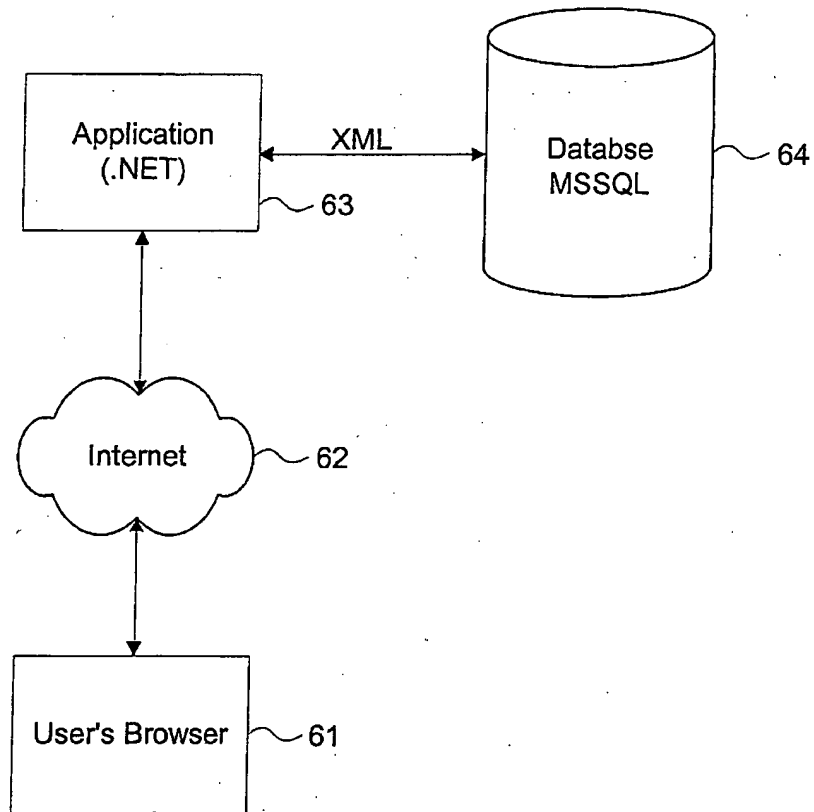 Application
(.NET)
63
XML
Databse
MSSQL
64
Internet
62
User's Browser
61